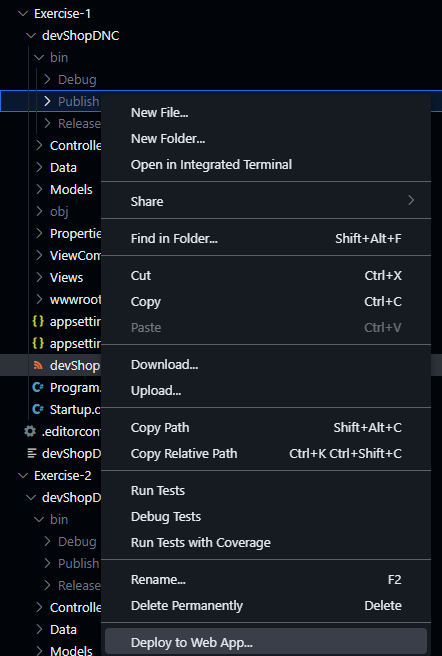 Exercise-1
devShopDNC
bin
Debug
Publish
Release
Controlle
Data
Models
obj
Properties
ViewCom
Views
wwwroot
{} appsettin
{} appsettin
devShop
C# Program.
C# Startup.c
.editorconf
devShopD
Exercise-2
devShopD
bin
Debug
Publish
Release
Controlle
Data
Models
New File...
New Folder...
Open in Integrated Terminal
Share
Find in Folder... Shift+Alt+F
Cut Ctrl+X
Copy Ctrl+C
Paste Ctrl+V
Download...
Upload...
Copy Path Shift+Alt+C
Copy Relative Path Ctrl+K Ctrl+Shift+C
Run Tests
Debug Tests
Run Tests with Coverage
Rename... F2
Delete Permanently Delete
Deploy to Web App...